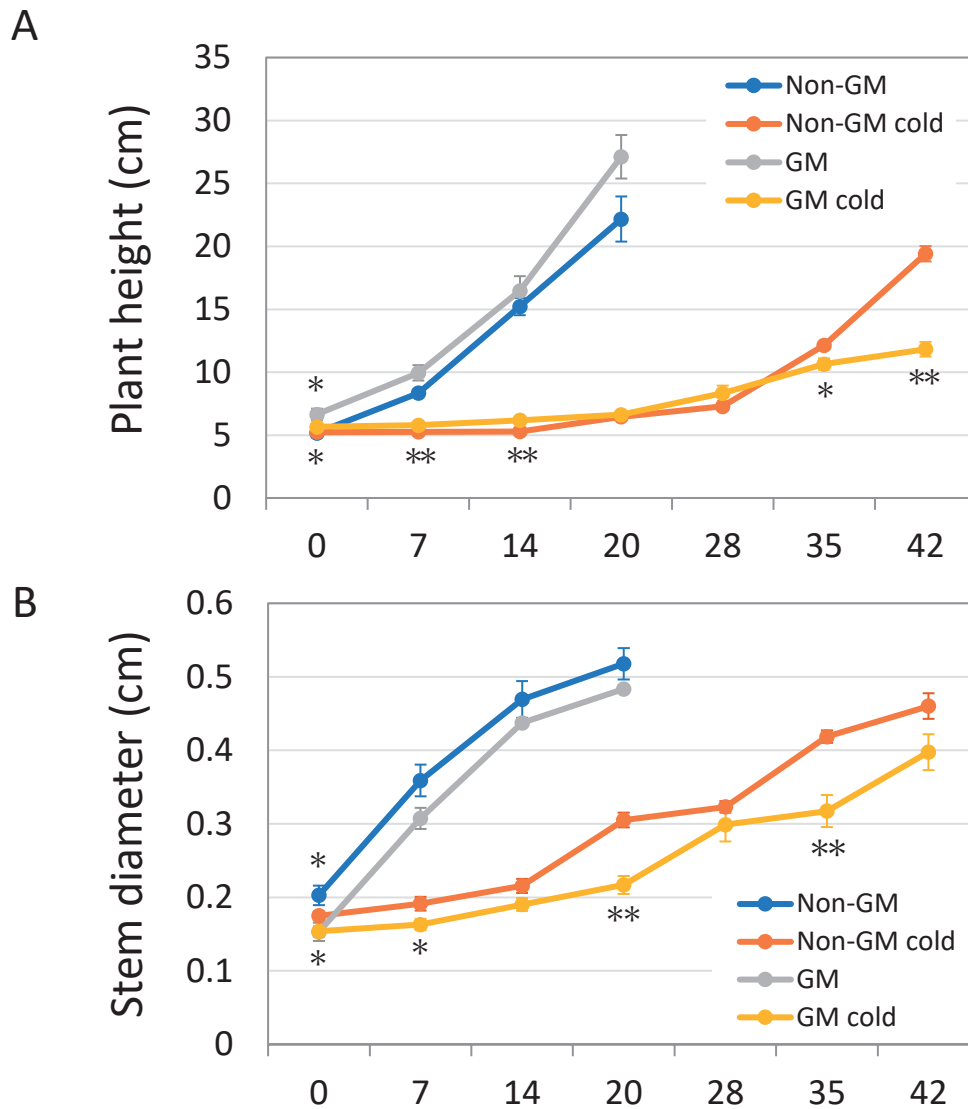 A
Plant height (cm)
35
30
25
20
15
10
5
0
Non-GM
Non-GM cold
GM
GM cold
*
*
**
**
*
**
0 7 14 20 28 35 42
B
Stem diameter (cm)
0.6
0.5
0.4
0.3
0.2
0.1
0
*
*
*
**
**
Non-GM
Non-GM cold
GM
GM cold
0 7 14 20 28 35 42